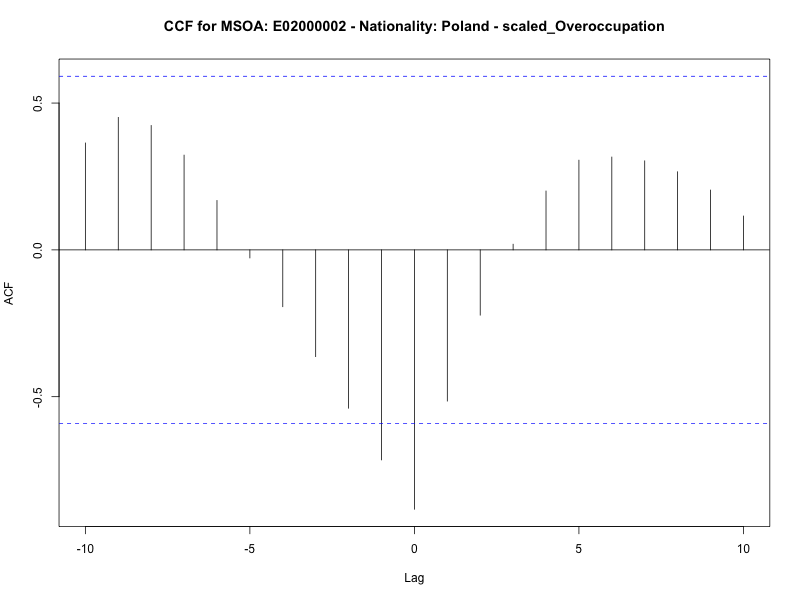 CCF for MSOA: E02000002 - Nationality: Poland - scaled_Overoccupation
0.5
0.0
-0.5
ACF
-10 -5 0 5 10
Lag